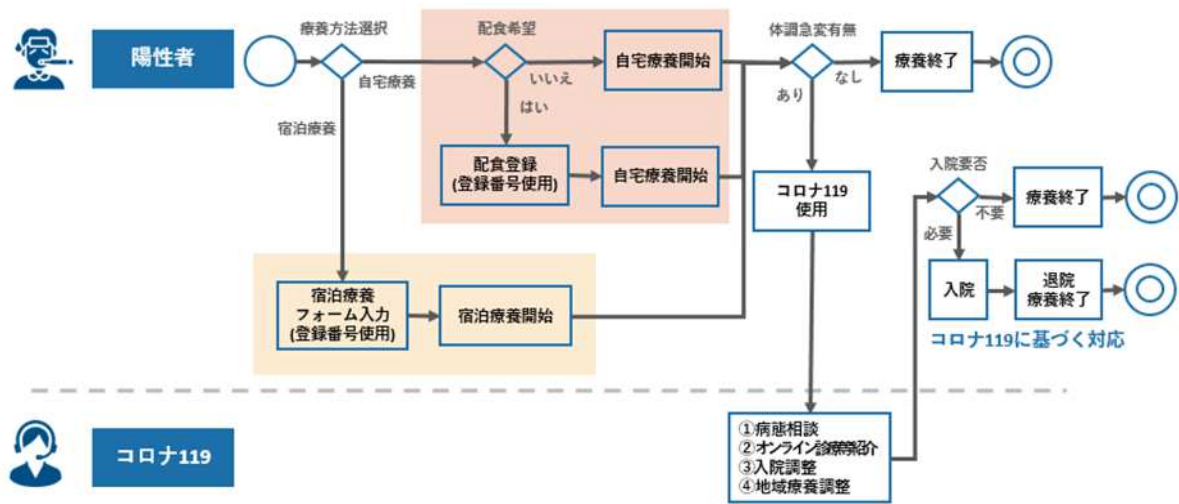 陽性者
療養方法選択
自宅療養
宿泊療養
配食希望
いいえ
はい
自宅療養開始
配食登録
(登録番号使用)
自宅療養開始
宿泊療養
フォーム入力
(登録番号使用)
宿泊療養開始
体調急変有無
なし
あり
療養終了
コロナ119
使用
入院要否
不要
必要
療養終了
入院
退院
療養終了
コロナ119に基づく対応
コロナ119
①病態相談
②オンライン診療等紹介
③入院調整
④地域療養調整